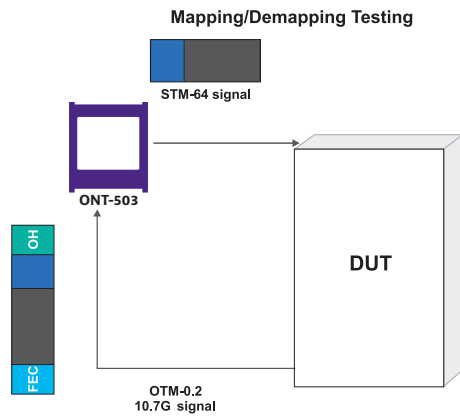 Mapping/Demapping Testing
STM-64 signal
ONT-503
OH
DUT
FEC
OTM-0.2
10.7G signal